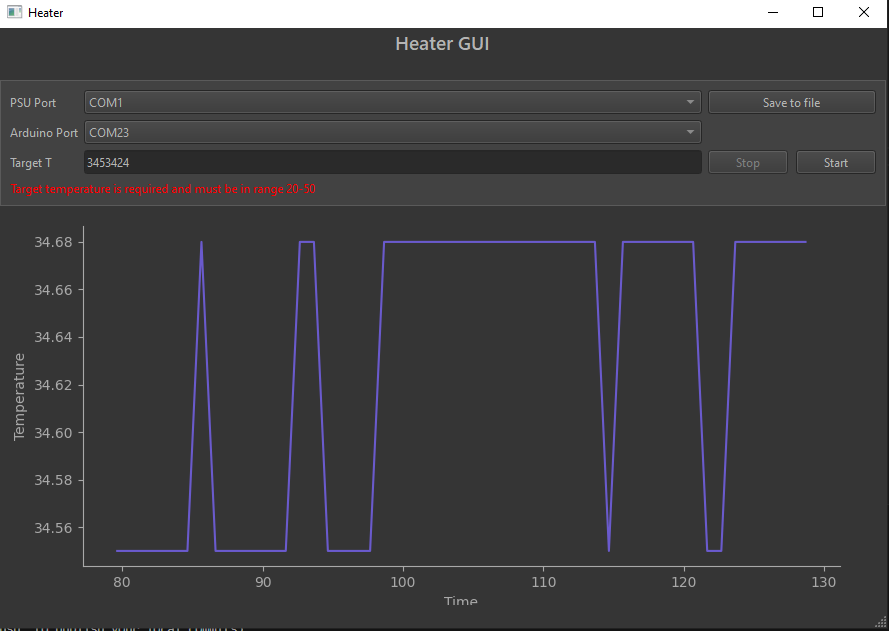 Heater
Heater GUI
PSU Port COM1 Save to file
Arduino Port COM23
Target T 3453424 Stop Start
Target temperature is required and must be in range 20-50
34.68
34.66
34.64
34.62
34.60
34.58
34.56
Temperature
80 90 100 110 120 130
Time